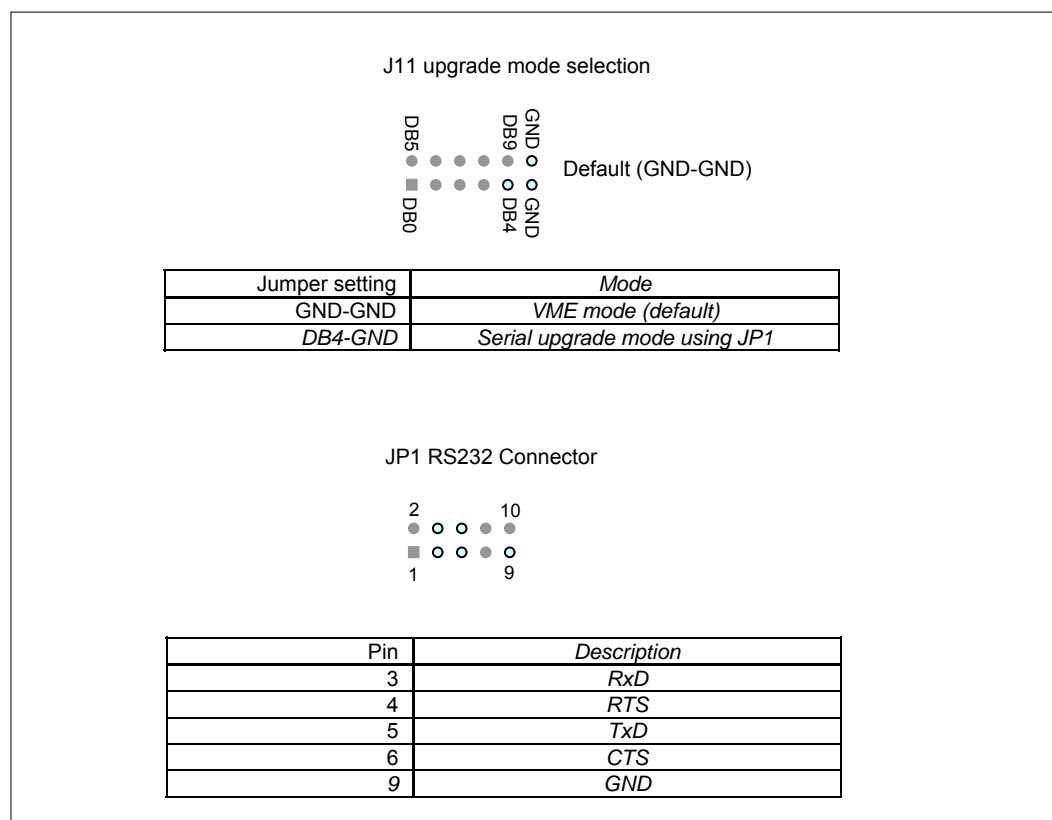 J11 upgrade mode selection
DB5 DB9 GND
Default (GND-GND)
DB0 DB4 GND
Jumper setting Mode
GND-GND VME mode (default)
DB4-GND Serial upgrade mode using JP1
JP1 RS232 Connector
2 10
1 9
Pin Description
3 RxD
4 RTS
5 TxD
6 CTS
9 GND